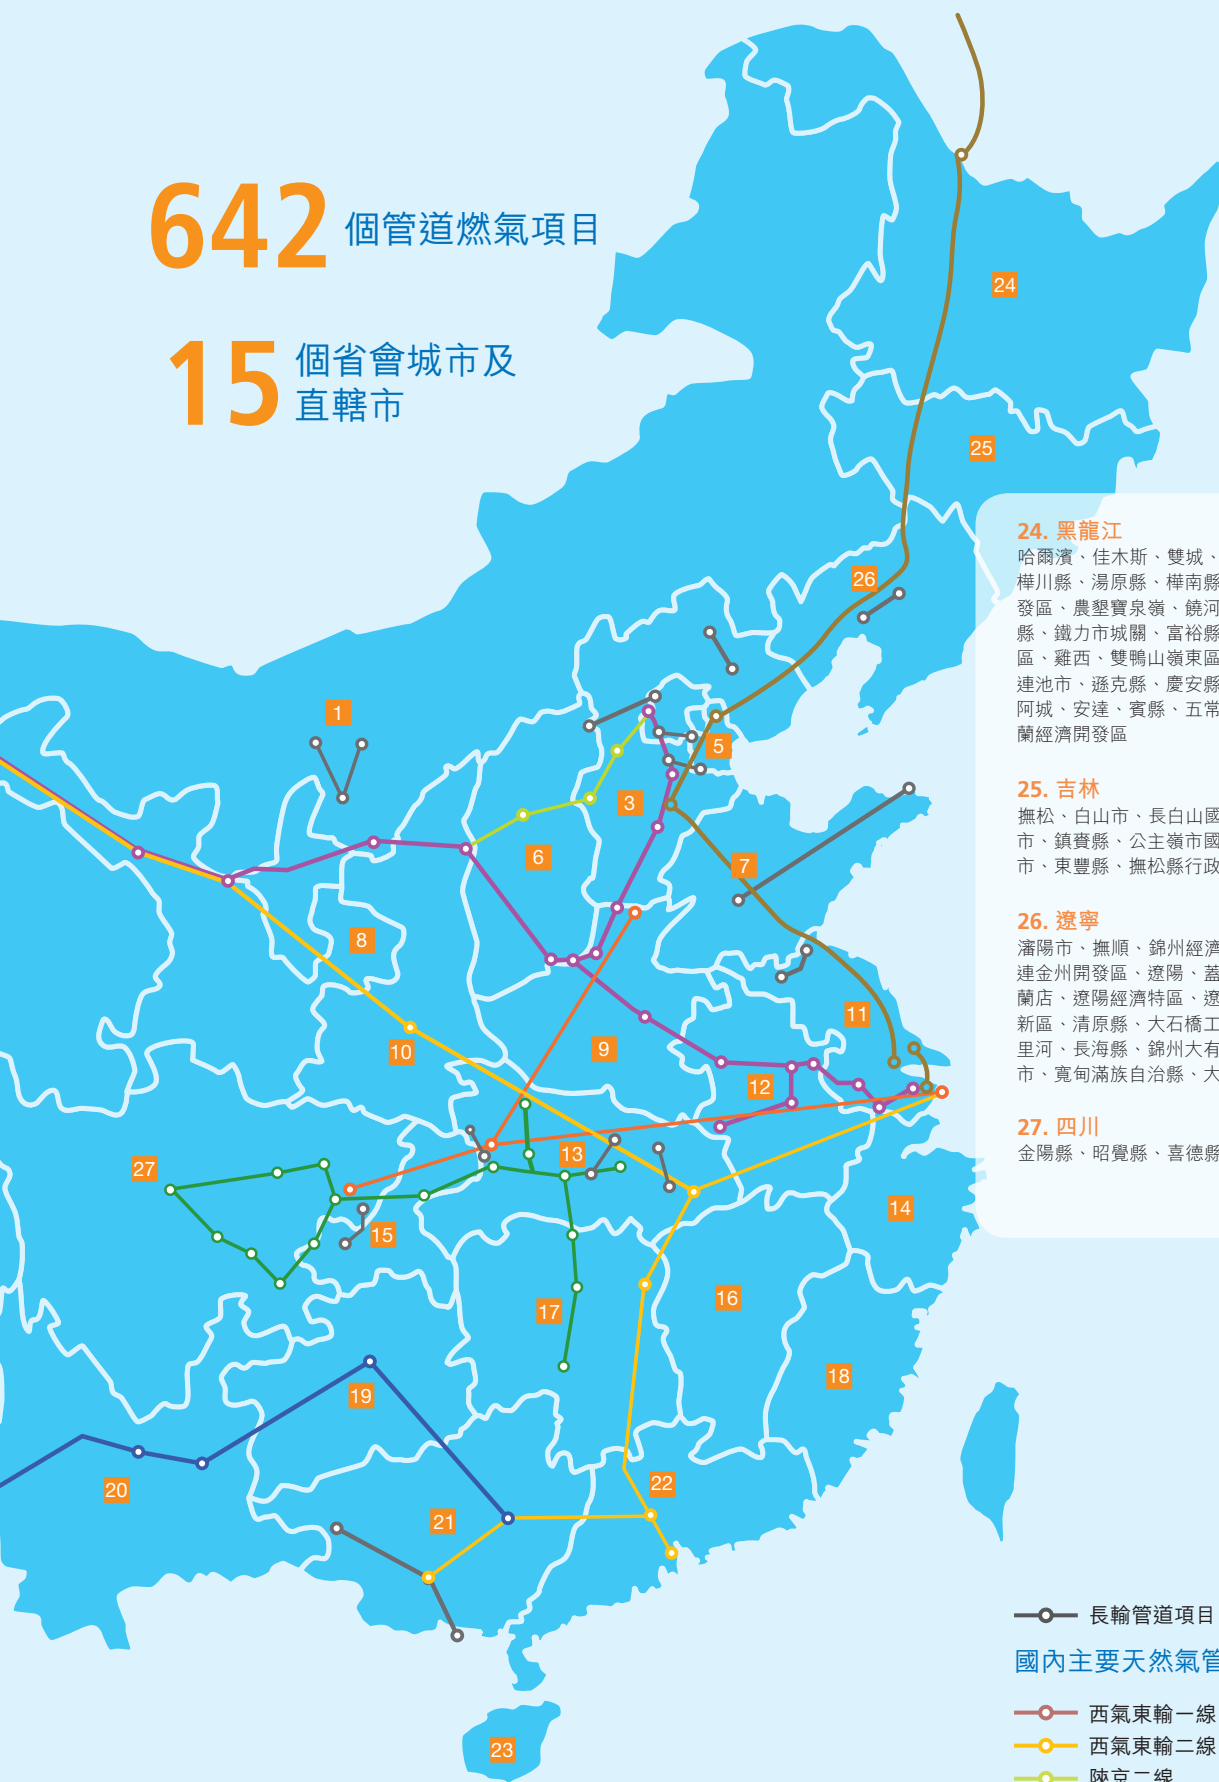 642 個管道燃氣項目
15 個省會城市及
直轄市
24
25
26
1
5
3
6
7
8
11
10
9
12
13
27
14
15
16
17
18
19
20
22
21
23
24. 黑龍江
哈爾濱、佳木斯、雙城、
樺川縣、湯原縣、樺南縣
發區、農墾寶泉嶺、饒河
縣、鐵力市城關、富裕縣
區、雞西、雙鴨山嶺東區
連池市、遜克縣、慶安縣
阿城、安達、賓縣、五常
蘭經濟開發區
25. 吉林
撫松、白山市、長白山國
市、鎮賚縣、公主嶺市國
市、東豐縣、撫松縣行政
26. 遼寧
瀋陽市、撫順、錦州經濟
連金州開發區、遼陽、蓋
蘭店、遼陽經濟特區、遼
新區、清原縣、大石橋工
里河、長海縣、錦州大有
市、寬甸滿族自治縣、大
27. 四川
金陽縣、昭覺縣、喜德縣
長輸管道項目
國內主要天然氣管
西氣東輸一線
西氣東輸二線
陝京二線